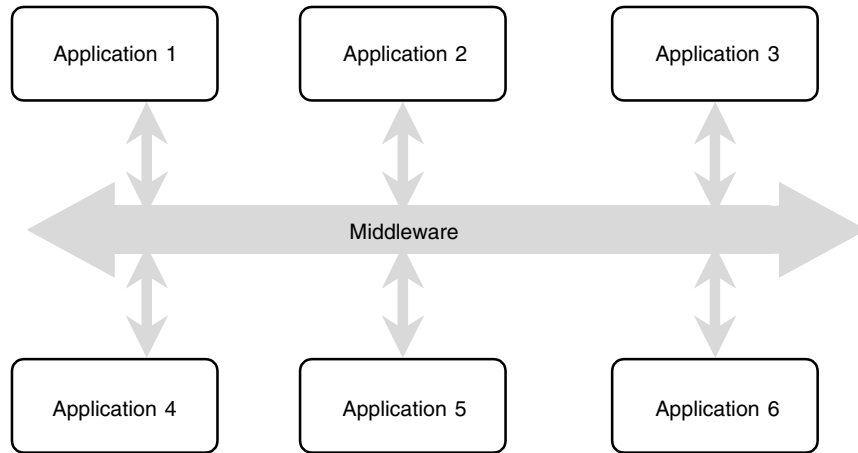 Application 1
Application 2
Application 3
Middleware
Application 4
Application 5
Application 6